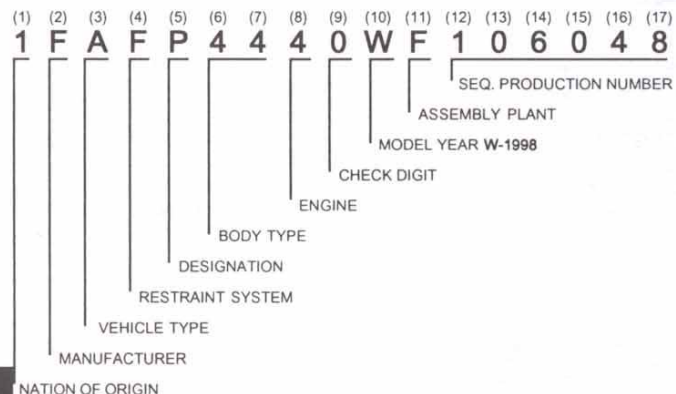 (1) (2) (3) (4) (5) (6) (7) (8) (9) (10) (11) (12) (13) (14) (15) (16) (17)
1 F A F P 4 4 4 0 W F 1 0 6 0 4 8
SEQ. PRODUCTION NUMBER
ASSEMBLY PLANT
MODEL YEAR W-1998
CHECK DIGIT
ENGINE
BODY TYPE
DESIGNATION
RESTRAINT SYSTEM
VEHICLE TYPE
MANUFACTURER
NATION OF ORIGIN